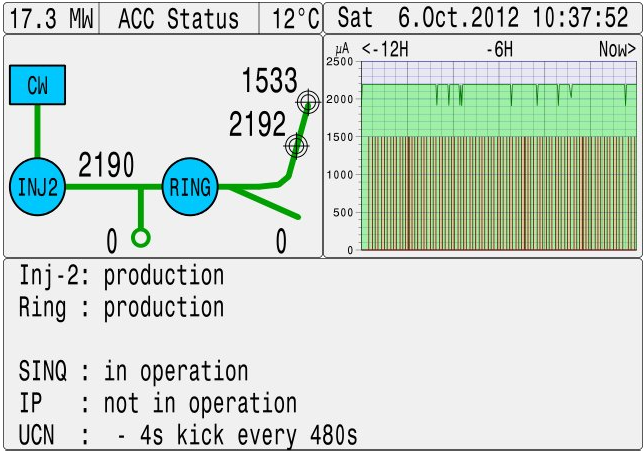 17.3 MW ACC Status 12°C Sat 6.Oct.2012 10:37:52
µA <-12H -6H Now>
2500
2000
1500
1000
500
0
CW
1533
2192
2190
INJ2
RING
0
0
Inj-2: production
Ring : production
SINQ : in operation
IP : not in operation
UCN : - 4s kick every 480s